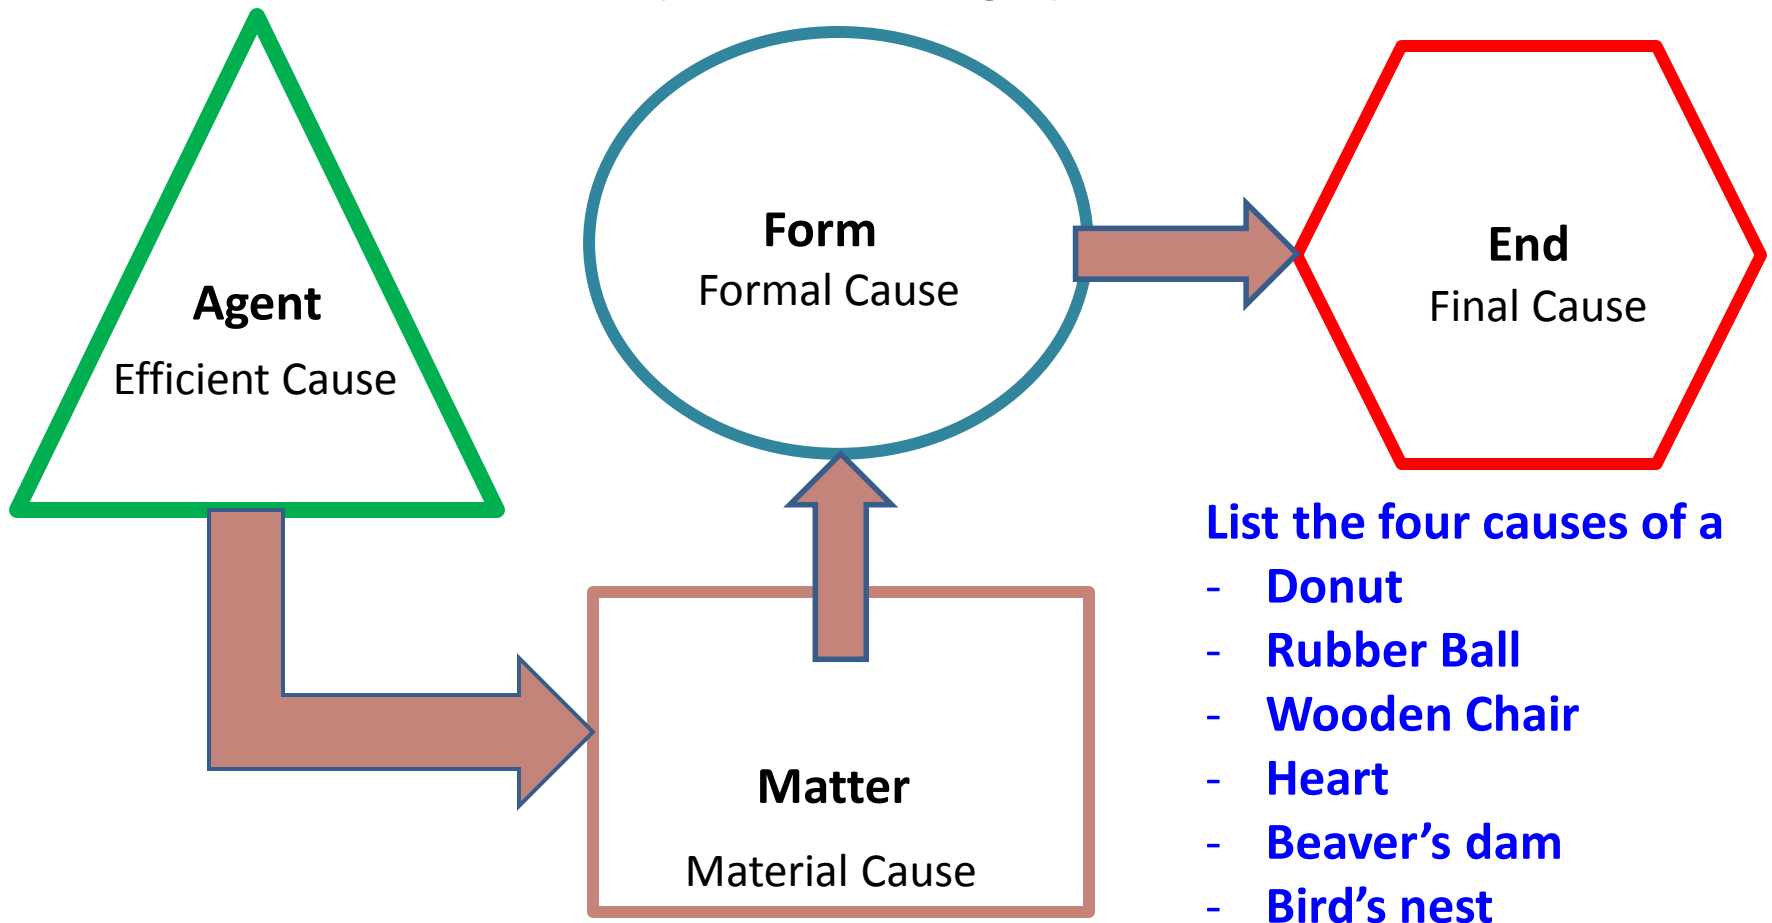 Agent
Efficient Cause
Form
Formal Cause
End
Final Cause
Matter
Material Cause
List the four causes of a
- Donut
- Rubber Ball
- Wooden Chair
- Heart
- Beaver’s dam
- Bird’s nest